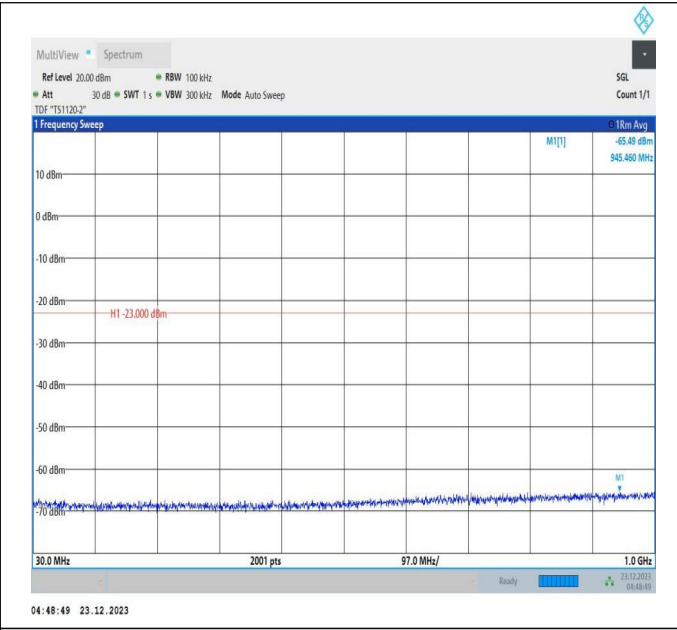 R S
MultiView Spectrum
Ref Level 20.00 dBm RBW 100 kHz SGL
Att 30 dB SWT 1 s VBW 300 kHz Mode Auto Sweep Count 1/1
TDF "TS1120-2"
1 Frequency Sweep 1Rm Avg
M1[1] -65.49 dBm
945.460 MHz
10 dBm
0 dBm
-10 dBm
-20 dBm
H1 -23.000 dBm
-30 dBm
-40 dBm
-50 dBm
-60 dBm
M1
-70 dBm
30.0 MHz 2001 pts 97.0 MHz/ 1.0 GHz
Ready 23.12.2023
04:48:49
04:48:49 23.12.2023